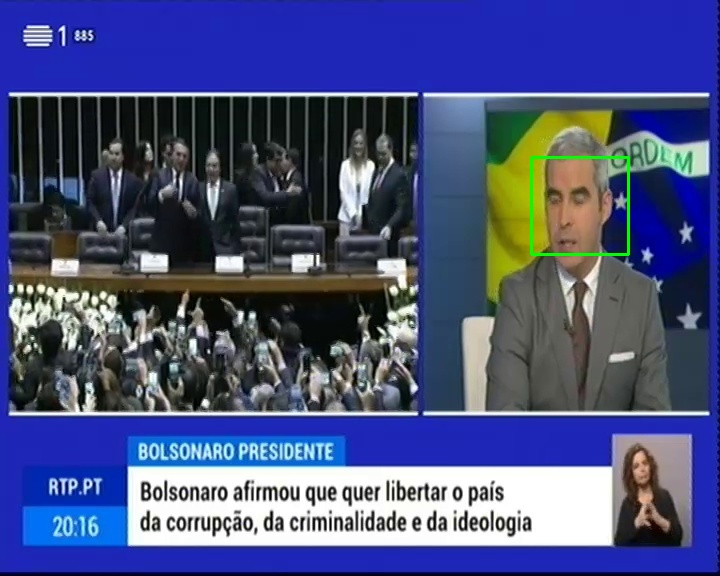 1 885
ORDEM
BOLSONARO PRESIDENTE
RTP.PT
Bolsonaro afirmou que quer libertar o país
20:16
da corrupção, da criminalidade e da ideologia